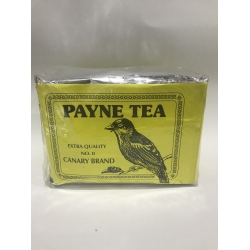 PAYNE TEA
EXTRA QUALITY
NO. 0
CANARY BRAND